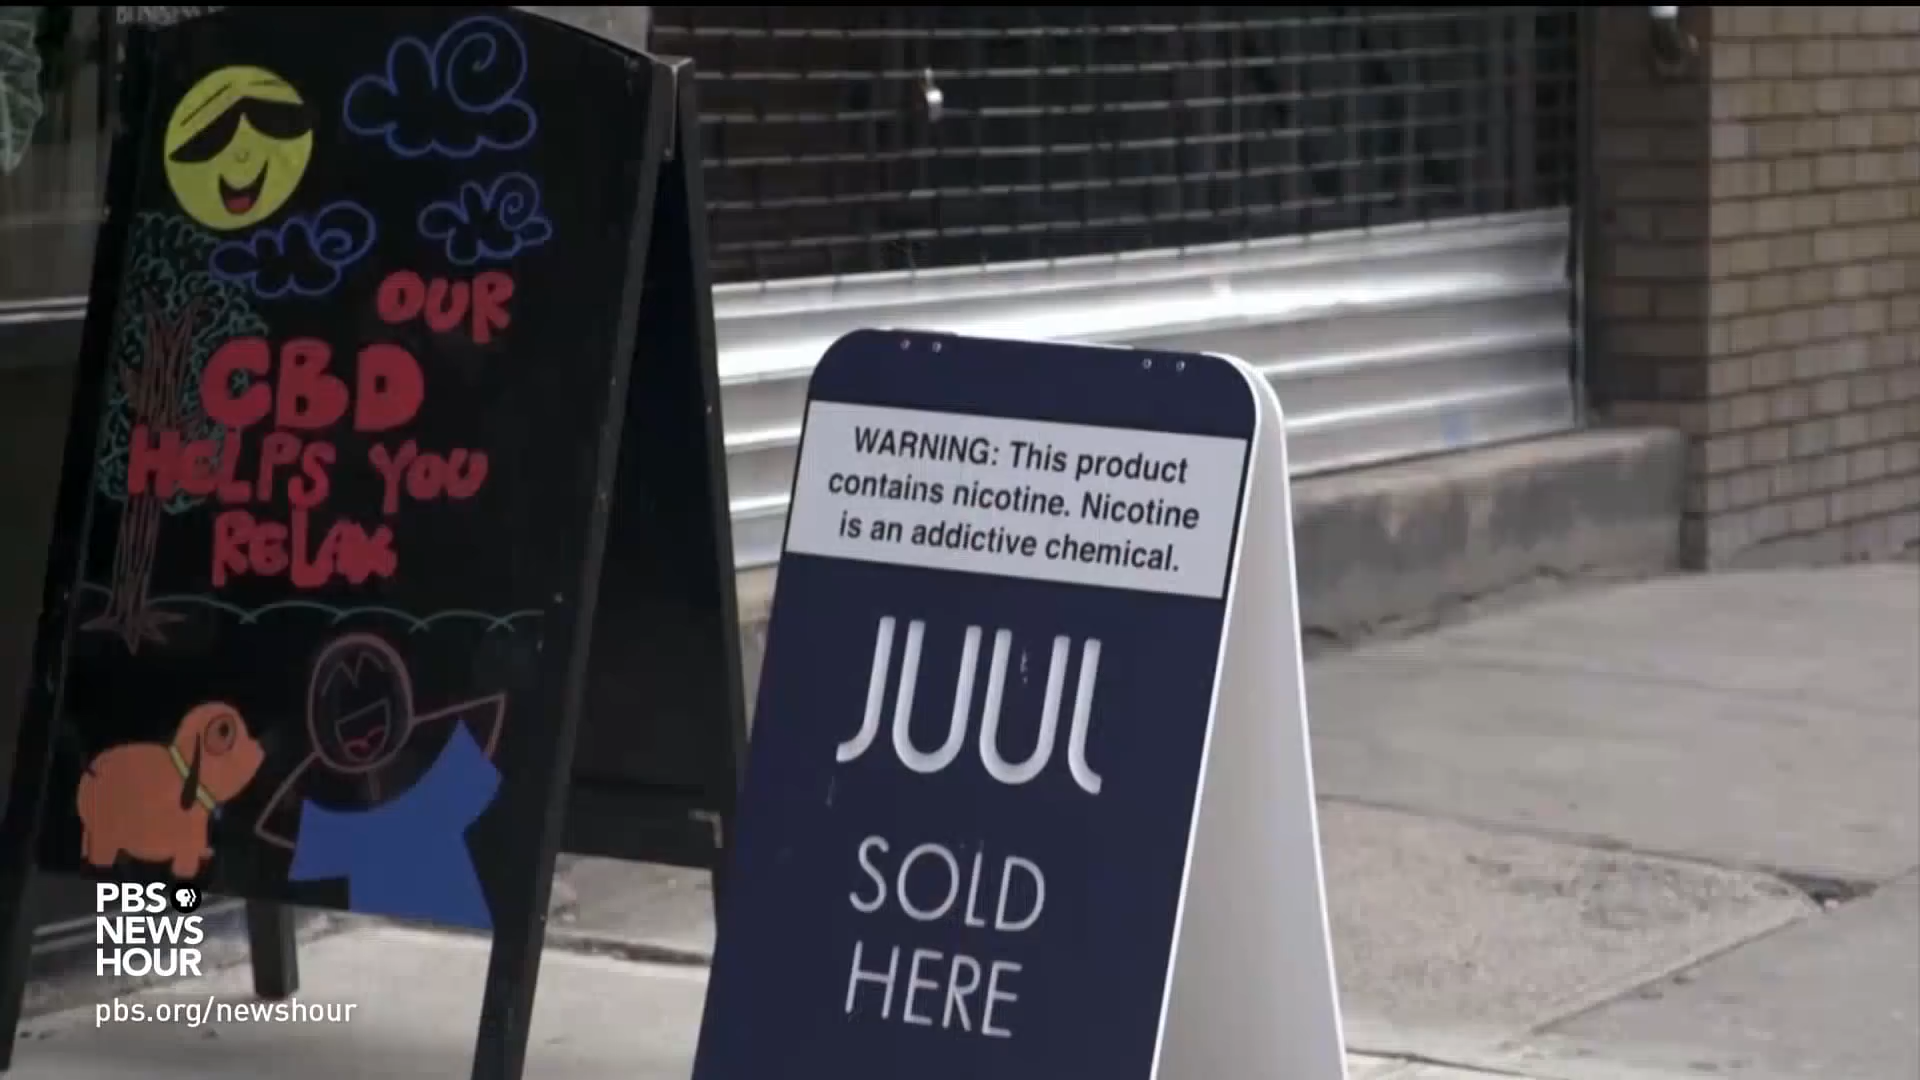 OUR
CBD
HELPS YOU
RELAX
WARNING: This product
contains nicotine. Nicotine
is an addictive chemical.
JUUL
SOLD
HERE
PBS
NEWS
HOUR
pbs.org/newshour